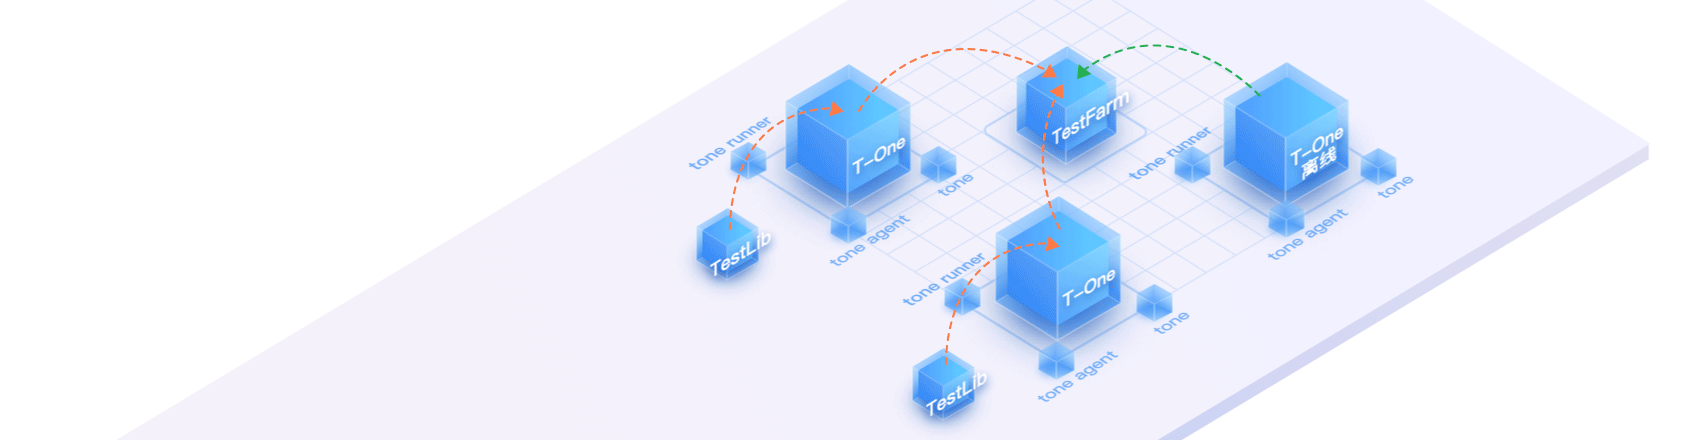 tone runner
T-One
tone
tone agent
TestLib
TestFarm
tone runner
T-One
离线
tone
tone agent
tone runner
T-One
tone
tone agent
TestLib